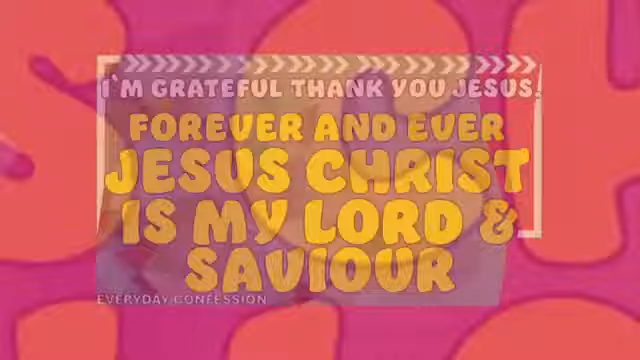 I`M GRATEFUL THANK YOU JESUS!
FOREVER AND EVER
JESUS CHRIST
IS MY LORD &
SAVIOUR
EVERYDAY CONFESSION